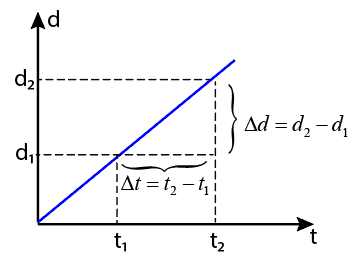 d
d₂
Δd = d₂ − d₁
d₁
Δt = t₂ − t₁
t
t₁
t₂